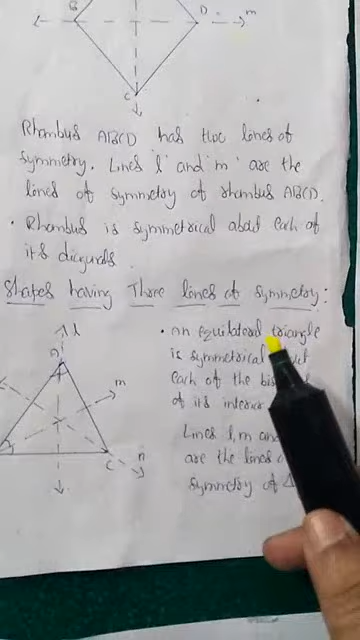 B
D
m
C
Rhombus ABCD has two lines of
symmetry. Lines 'l' and 'm' are the
lines of symmetry of rhombus ABCD.
• Rhombus is symmetrical about each of
its diagonals.
Shapes having Three lines of symmetry:
l
A
m
C
n
• An equilateral triangle
is symmetrical
each of the
of its interior
Lines l, m and
are the lines
symmetry of Δ